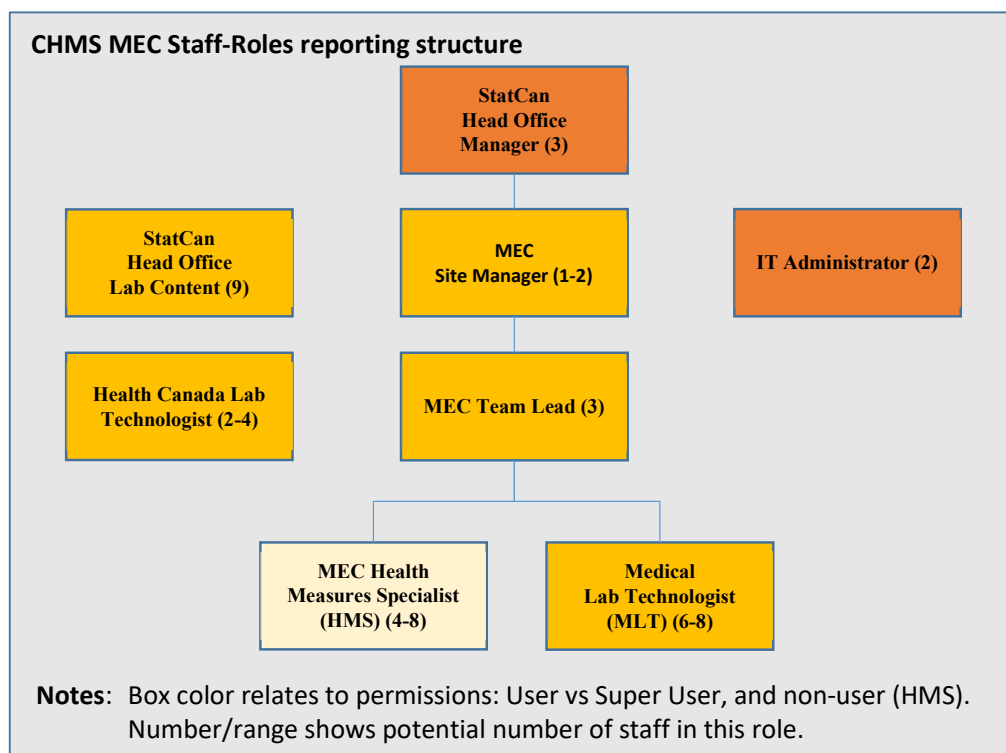 CHMS MEC Staff-Roles reporting structure
StatCan
Head Office
Manager (3)
StatCan
Head Office
Lab Content (9)
MEC
Site Manager (1-2)
IT Administrator (2)
Health Canada Lab
Technologist (2-4)
MEC Team Lead (3)
MEC Health
Measures Specialist
(HMS) (4-8)
Medical
Lab Technologist
(MLT) (6-8)
Notes: Box color relates to permissions: User vs Super User, and non-user (HMS).
Number/range shows potential number of staff in this role.